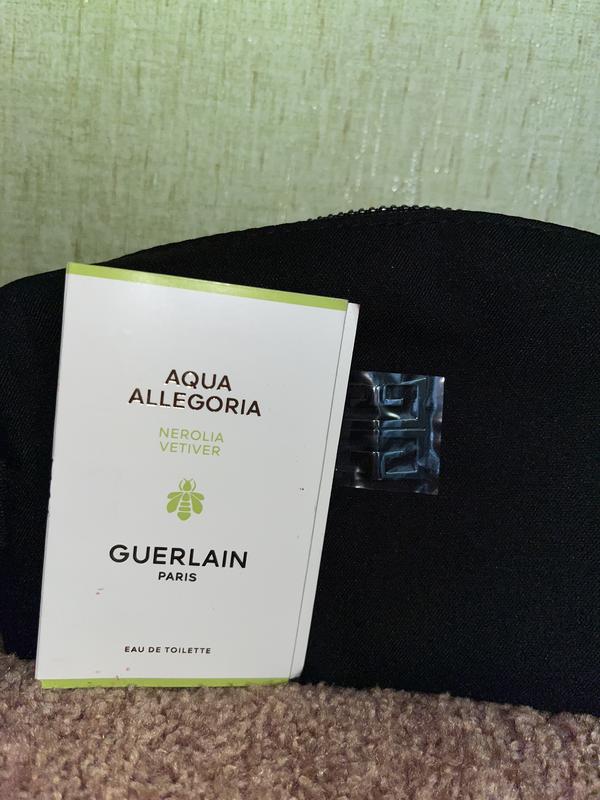 AQUA
ALLEGORIA
NEROLIA
VETIVER
GUERLAIN
PARIS
EAU DE TOILETTE